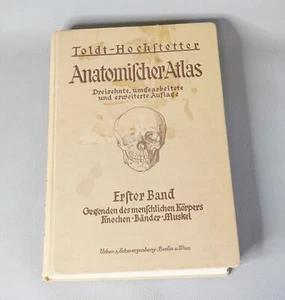 Toldt-Hochstetter
Anatomischer Atlas
Dreizehnte, umgearbeitete
und erweiterte Auflage
Erster Band
Gegenden des menschlichen Körpers
Knochen · Bänder · Muskel
Urban & Schwarzenberg · Berlin u. Wien